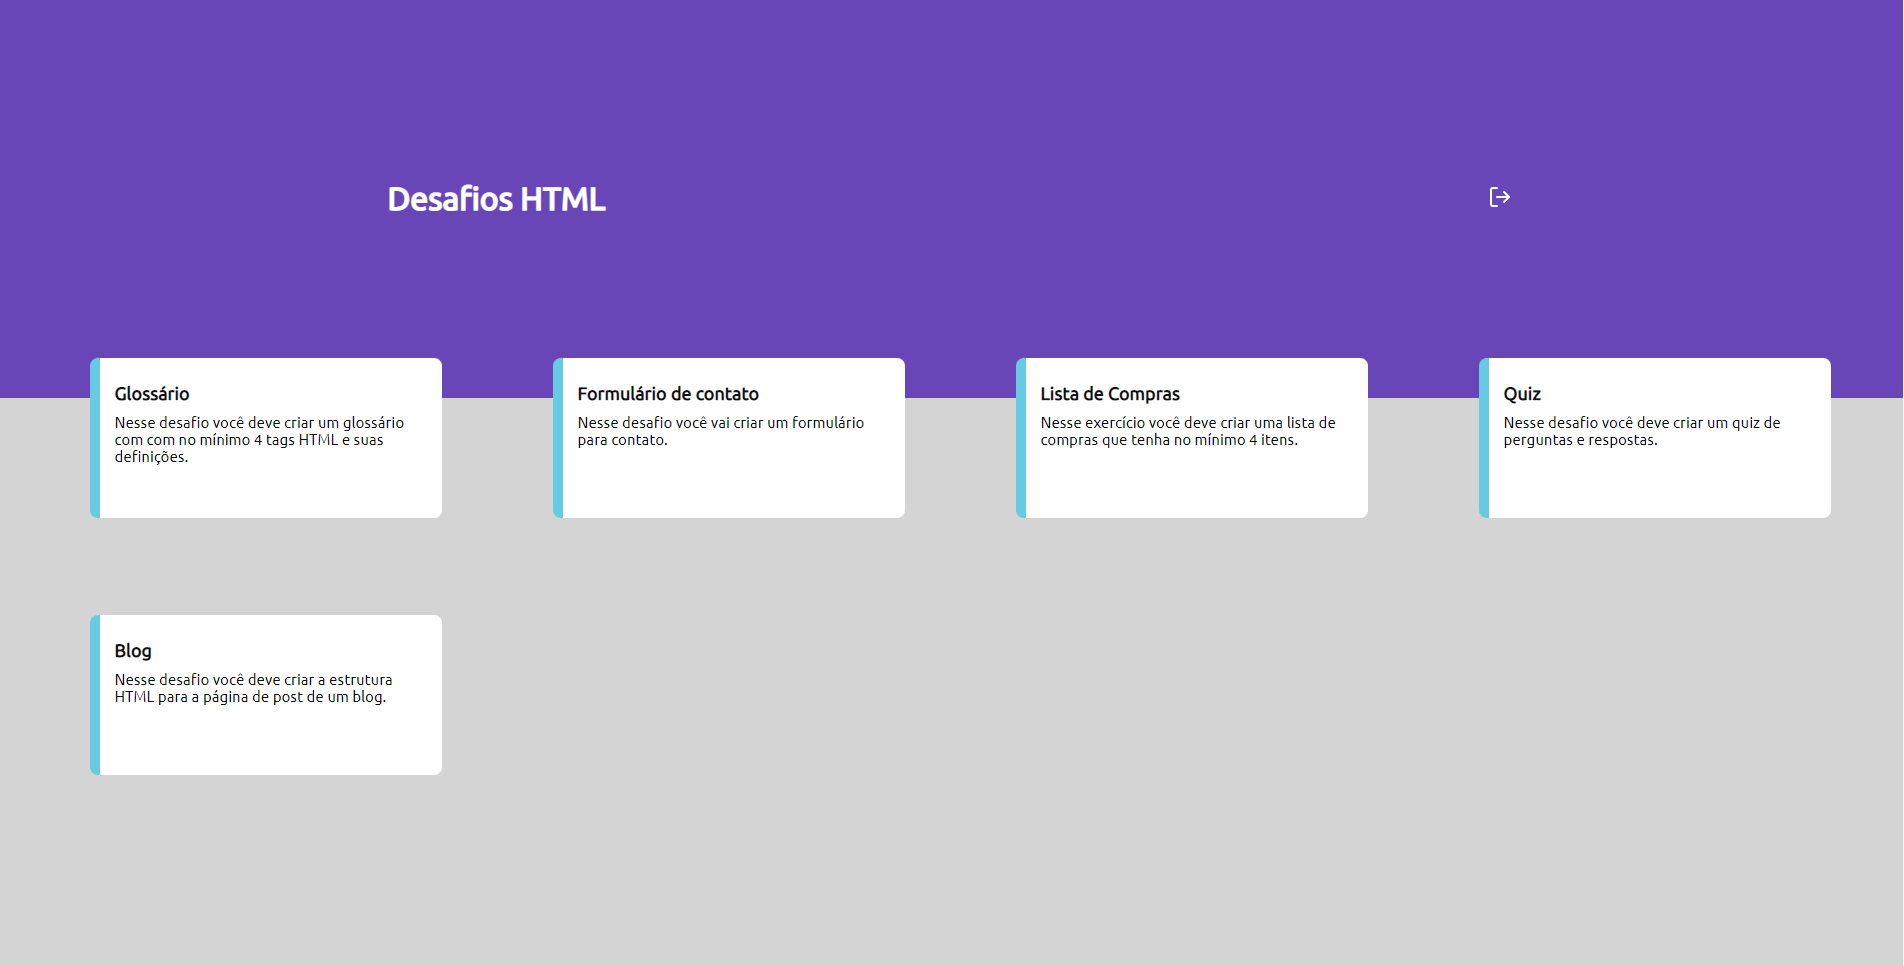 Desafios HTML
Glossário
Nesse desafio você deve criar um glossário
com com no mínimo 4 tags HTML e suas
definições.
Formulário de contato
Nesse desafio você vai criar um formulário
para contato.
Lista de Compras
Nesse exercício você deve criar uma lista de
compras que tenha no mínimo 4 itens.
Quiz
Nesse desafio você deve criar um quiz de
perguntas e respostas.
Blog
Nesse desafio você deve criar a estrutura
HTML para a página de post de um blog.